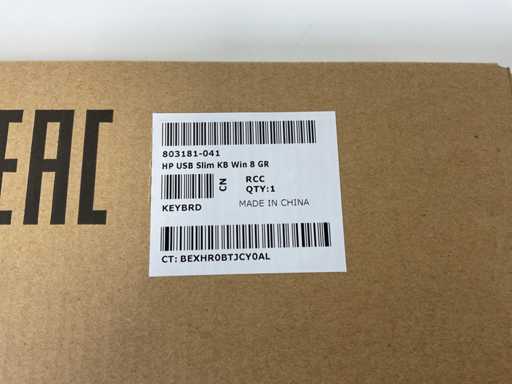 EAC
803181-041
HP USB Slim KB Win 8 GR
CN
RCC
QTY:1
KEYBRD
MADE IN CHINA
CT: BEXHR0BTJCY0AL